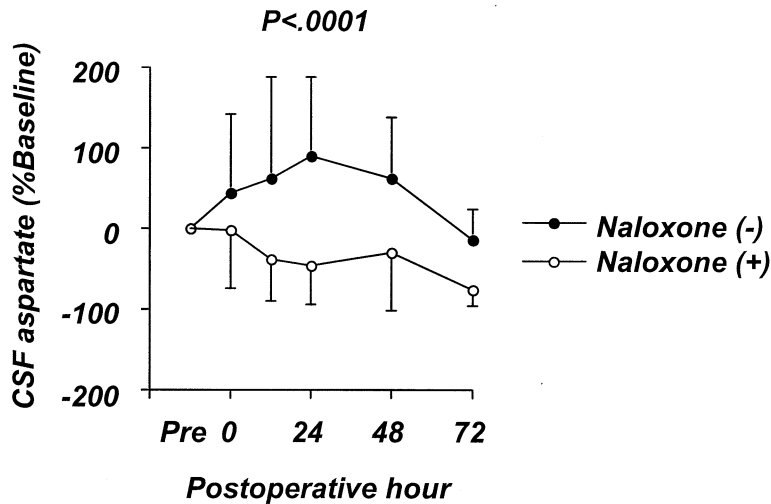 P<.0001
CSF aspartate (%Baseline)
200
100
0
-100
-200
Pre 0 24 48 72
Postoperative hour
Naloxone (-)
Naloxone (+)